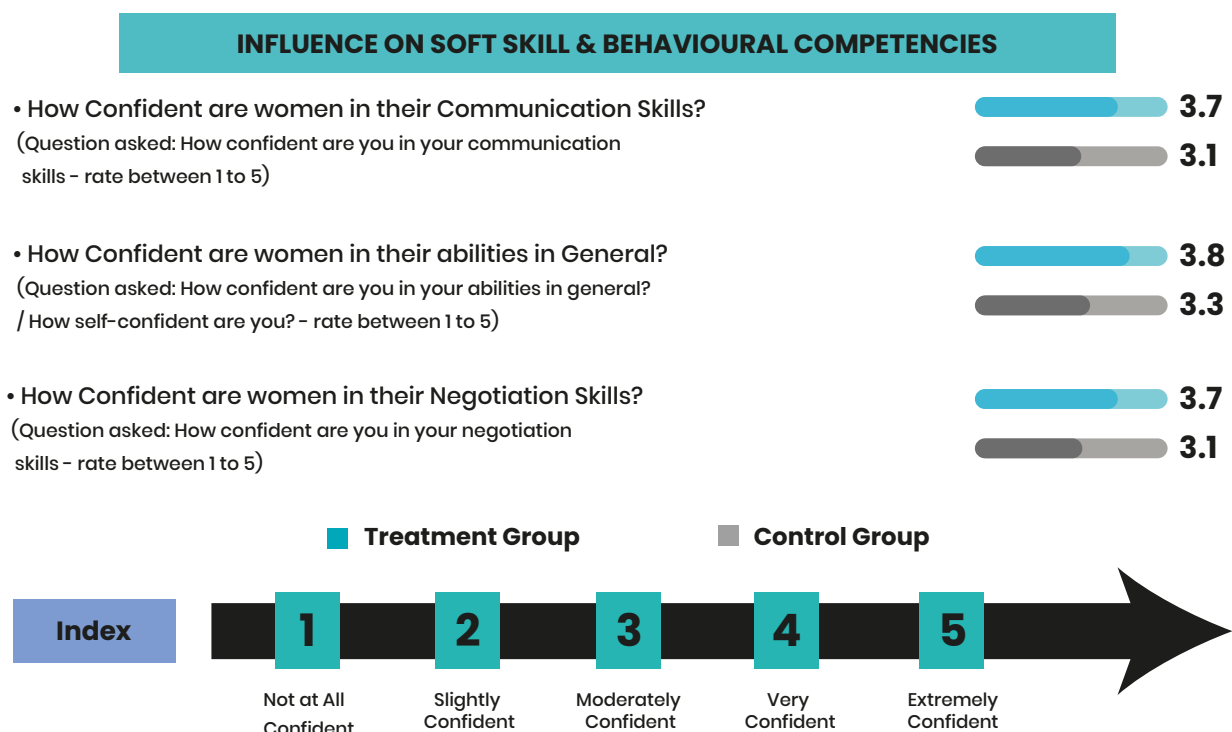 INFLUENCE ON SOFT SKILL & BEHAVIOURAL COMPETENCIES
• How Confident are women in their Communication Skills?
(Question asked: How confident are you in your communication
skills - rate between 1 to 5)
3.7
3.1
• How Confident are women in their abilities in General?
(Question asked: How confident are you in your abilities in general?
/ How self-confident are you? - rate between 1 to 5)
3.8
3.3
• How Confident are women in their Negotiation Skills?
(Question asked: How confident are you in your negotiation
skills - rate between 1 to 5)
3.7
3.1
Treatment Group
Control Group
Index
1
2
3
4
5
Not at All
Confident
Slightly
Confident
Moderately
Confident
Very
Confident
Extremely
Confident